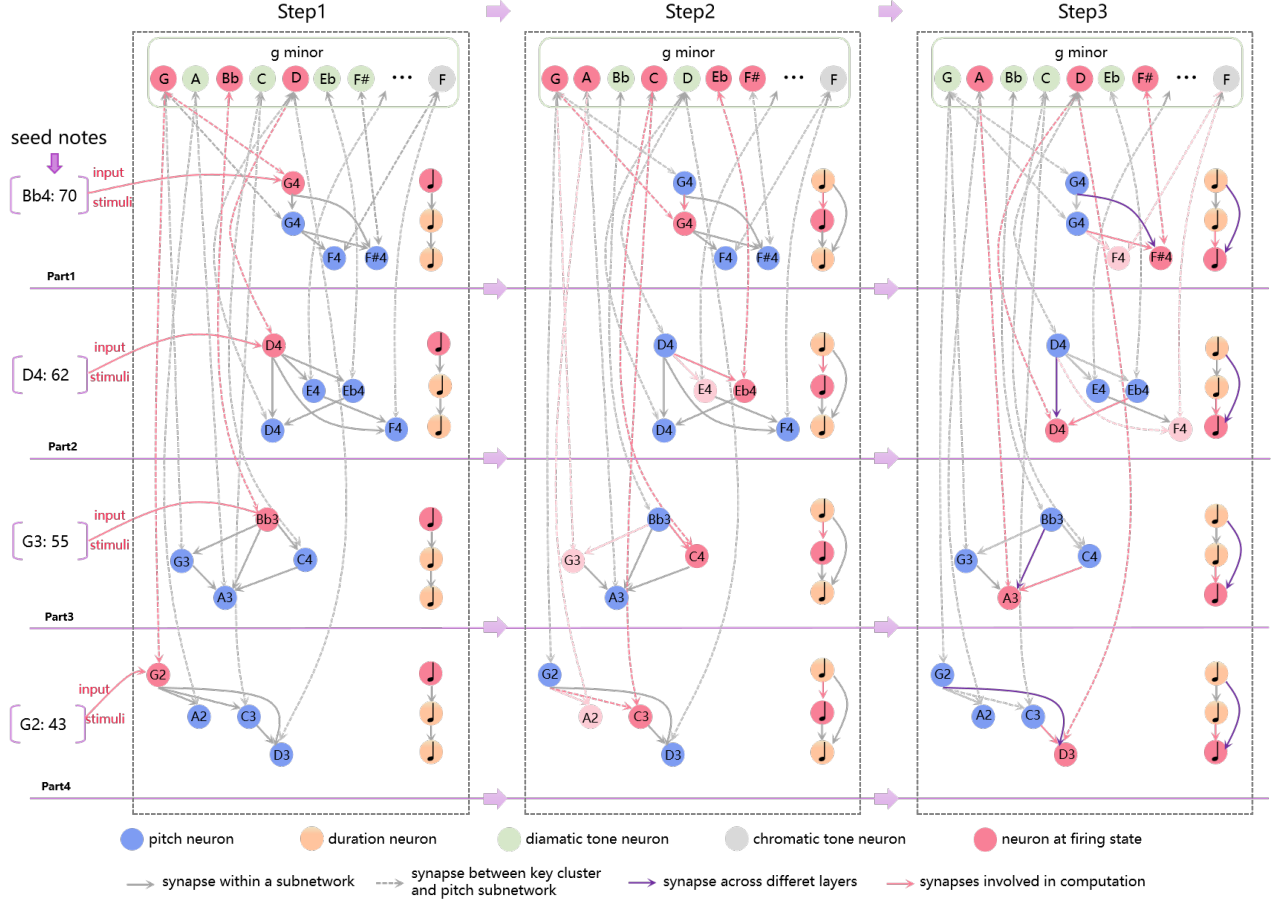 Step1 Step2 Step3
g minor g minor g minor
G A Bb C D Eb F# ••• F G A Bb C D Eb F# ••• F G A Bb C D Eb F# ••• F
seed notes
Bb4: 70
input
stimuli
G4 G4 G4
G4 G4 G4
F4 F#4 F4 F#4 F4 F#4
Part1
D4: 62
input
stimuli
D4 D4 D4
E4 Eb4 E4 Eb4 E4 Eb4
D4 F4 D4 F4 D4 F4
Part2
G3: 55
input
stimuli
Bb3 Bb3 Bb3
G3 C4 G3 C4 G3 C4
A3 A3 A3
Part3
G2: 43
input
stimuli
G2 G2 G2
A2 C3 A2 C3 A2 C3
D3 D3 D3
Part4
pitch neuron duration neuron diamatic tone neuron chromatic tone neuron neuron at firing state
synapse within a subnetwork
synapse between key cluster
and pitch subnetwork
synapse across differet layers
synapses involved in computation